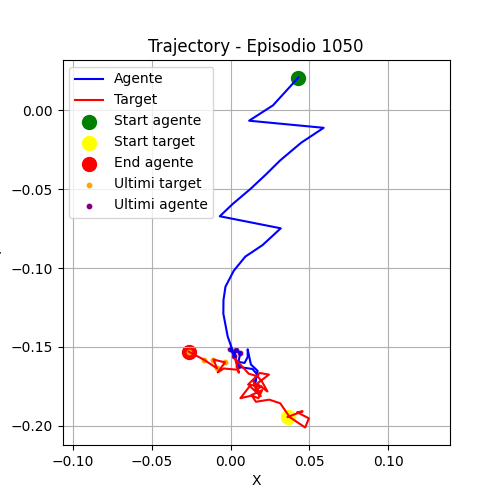 Trajectory - Episodio 1050
Agente
Target
Start agente
Start target
End agente
Ultimi target
Ultimi agente
0.00
−0.05
−0.10
−0.15
−0.20
−0.10
−0.05
0.00
0.05
0.10
X